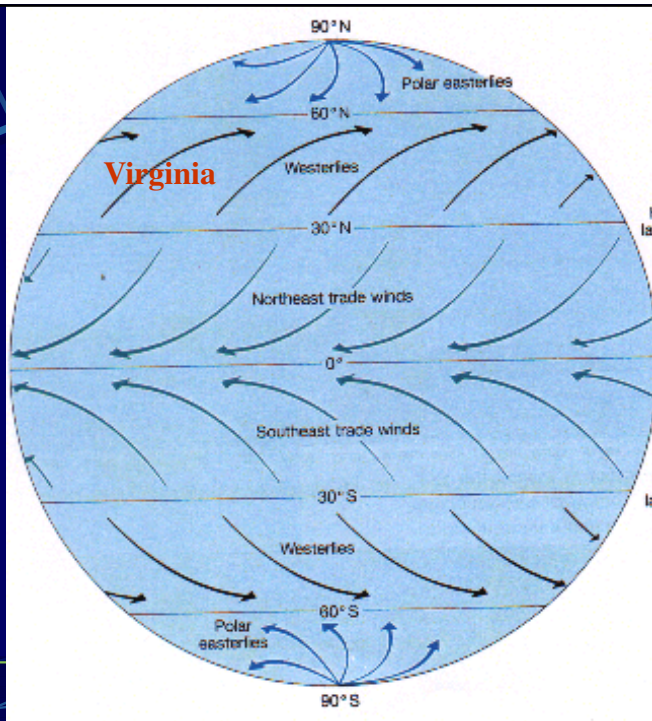 90°N
Polar easterlies
60°N
Virginia
Westerlies
30°N
Northeast trade winds
0°
Southeast trade winds
30°S
Westerlies
60°S
Polar
easterlies
90°S